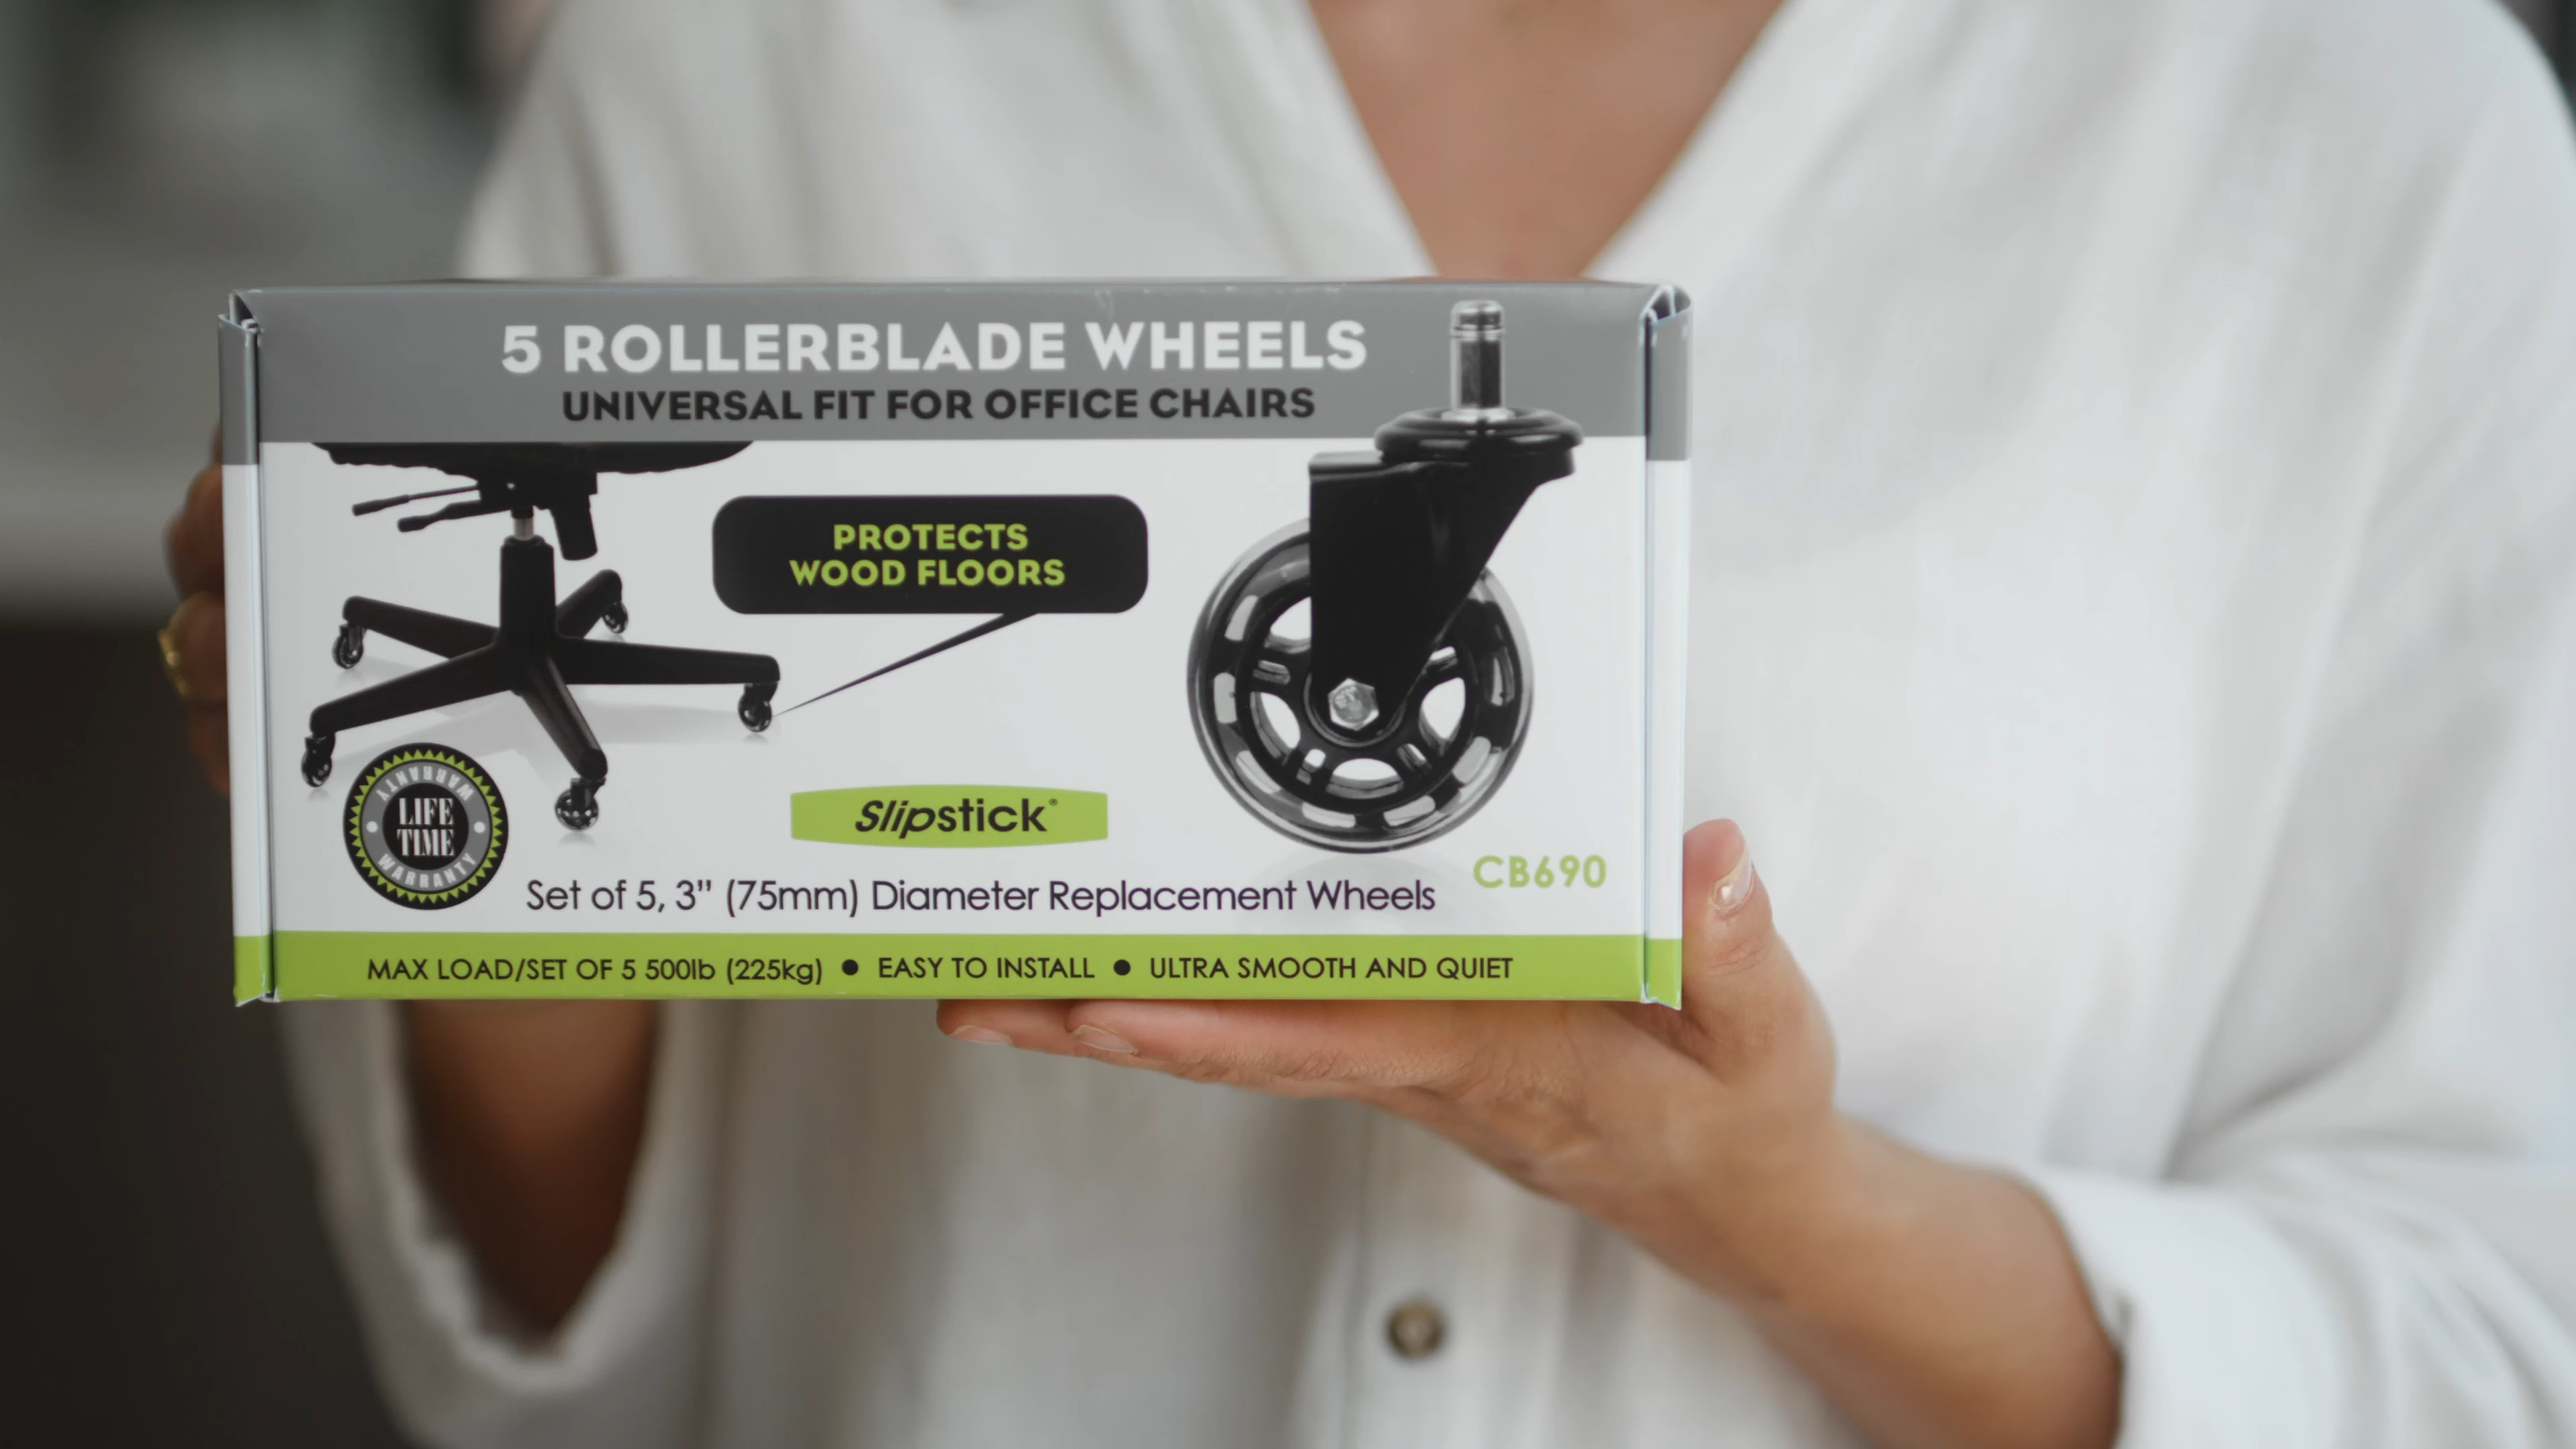 5 ROLLERBLADE WHEELS
UNIVERSAL FIT FOR OFFICE CHAIRS
PROTECTS
WOOD FLOORS
WARRANTY
LIFE
TIME
WARRANTY
Slipstick®
CB690
Set of 5, 3" (75mm) Diameter Replacement Wheels
MAX LOAD/SET OF 5 500lb (225kg) ● EASY TO INSTALL ● ULTRA SMOOTH AND QUIET